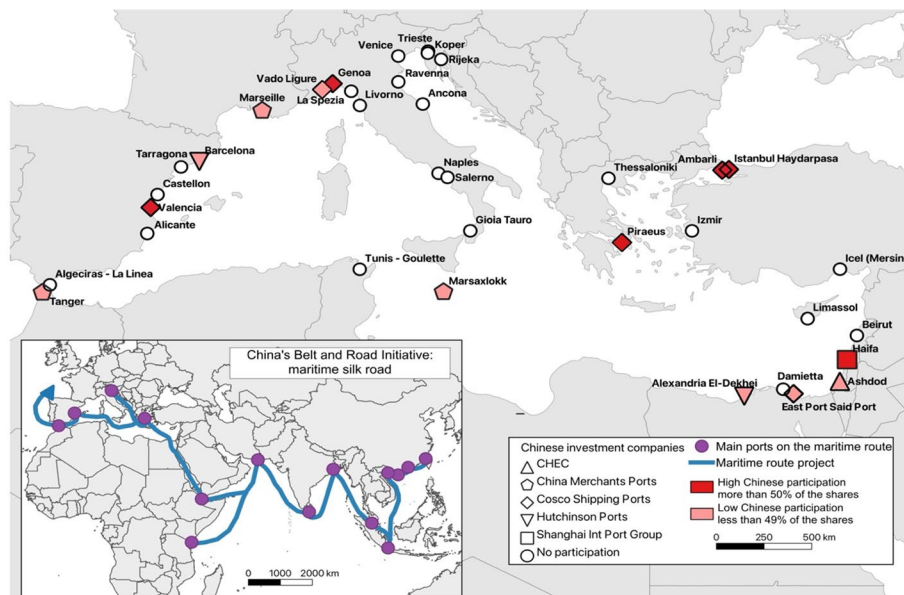 Trieste
Koper
Venice
Rijeka
Vado Ligure
Genoa
Ravenna
Marseille
La Spezia
Livorno
Ancona
Tarragona
Barcelona
Castellon
Valencia
Alicante
Naples
Salerno
Thessaloniki
Ambarli
Istanbul Haydarpasa
Gioia Tauro
Piraeus
Izmir
Algeciras - La Linea
Tanger
Tunis - Goulette
Marsaxlokk
Icel (Mersin
Limassol
Beirut
Haifa
Alexandria El-Dekhei
Damietta
Ashdod
East Port Said Port
China's Belt and Road Initiative:
maritime silk road
0 1000 2000 km
Chinese investment companies
CHEC
China Merchants Ports
Cosco Shipping Ports
Hutchinson Ports
Shanghai Int Port Group
No participation
Main ports on the maritime route
Maritime route project
High Chinese participation
more than 50% of the shares
Low Chinese participation
less than 49% of the shares
0 250 500 km